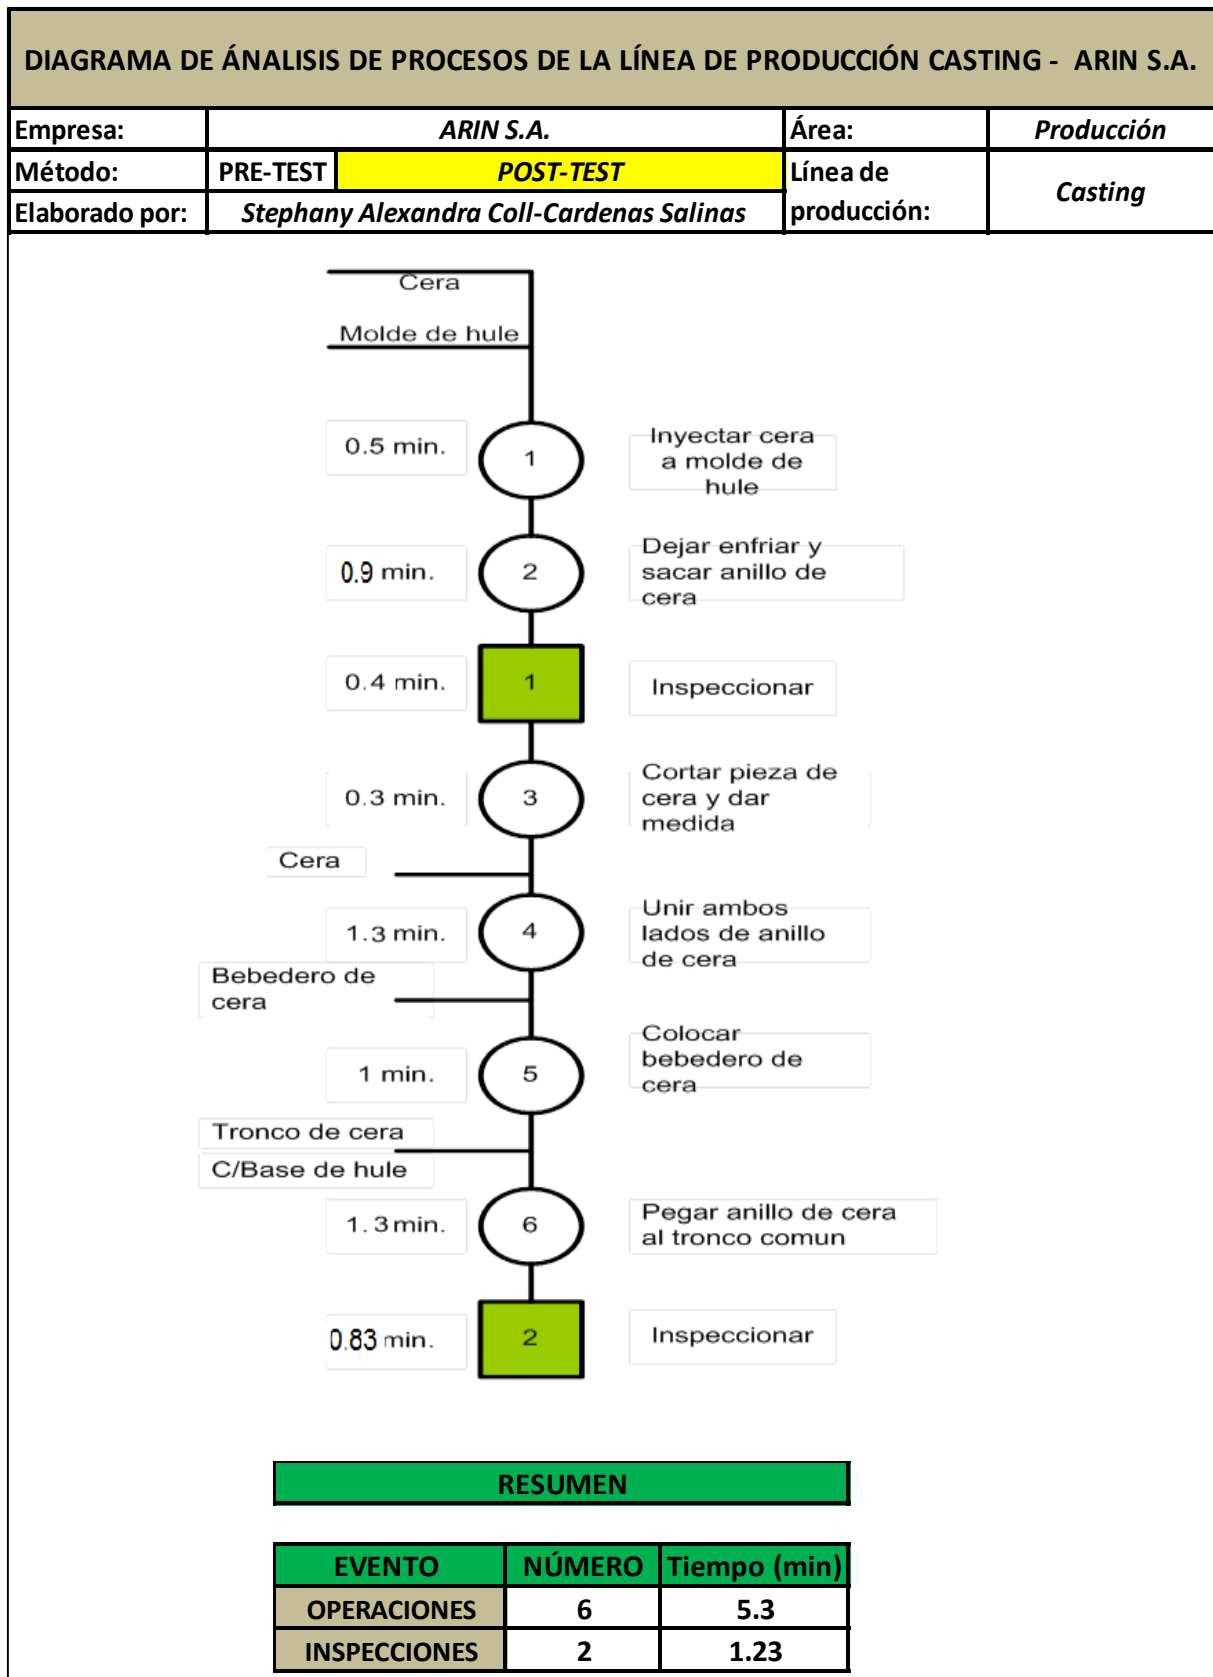 DIAGRAMA DE ÁNALISIS DE PROCESOS DE LA LÍNEA DE PRODUCCIÓN CASTING - ARIN S.A.
Empresa: ARIN S.A. Área: Producción
Método: PRE-TEST POST-TEST Línea de producción: Casting
Elaborado por: Stephany Alexandra Coll-Cardenas Salinas
Cera
Molde de hule
0.5 min. 1 Inyectar cera
a molde de
hule
0.9 min. 2 Dejar enfriar y
sacar anillo de
cera
0.4 min. 1 Inspeccionar
0.3 min. 3 Cortar pieza de
cera y dar
medida
Cera
1.3 min. 4 Unir ambos
lados de anillo
de cera
Bebedero de
cera
1 min. 5 Colocar
bebedero de
cera
Tronco de cera
C/Base de hule
1.3 min. 6 Pegar anillo de cera
al tronco comun
0.83 min. 2 Inspeccionar
RESUMEN
EVENTO NÚMERO Tiempo (min)
OPERACIONES 6 5.3
INSPECCIONES 2 1.23